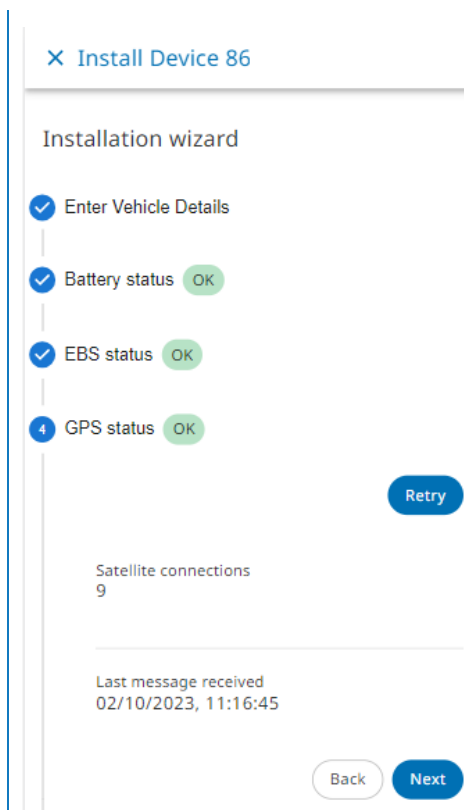 Install Device 86
Installation wizard
Enter Vehicle Details
Battery status OK
EBS status OK
4 GPS status OK
Retry
Satellite connections
9
Last message received
02/10/2023, 11:16:45
Back Next